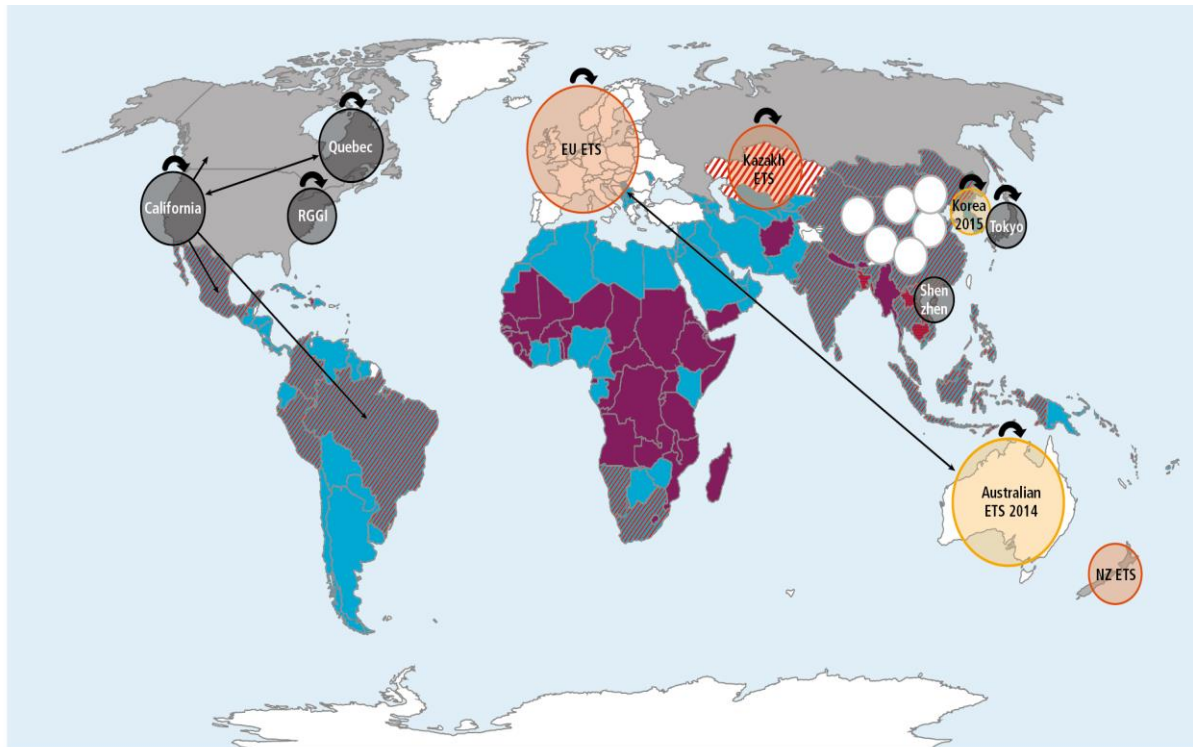 Quebec
EU ETS
Kazakh
ETS
California
RGGI
Korea
2015
Tokyo
Shen
zhen
Australian
ETS 2014
NZ ETS